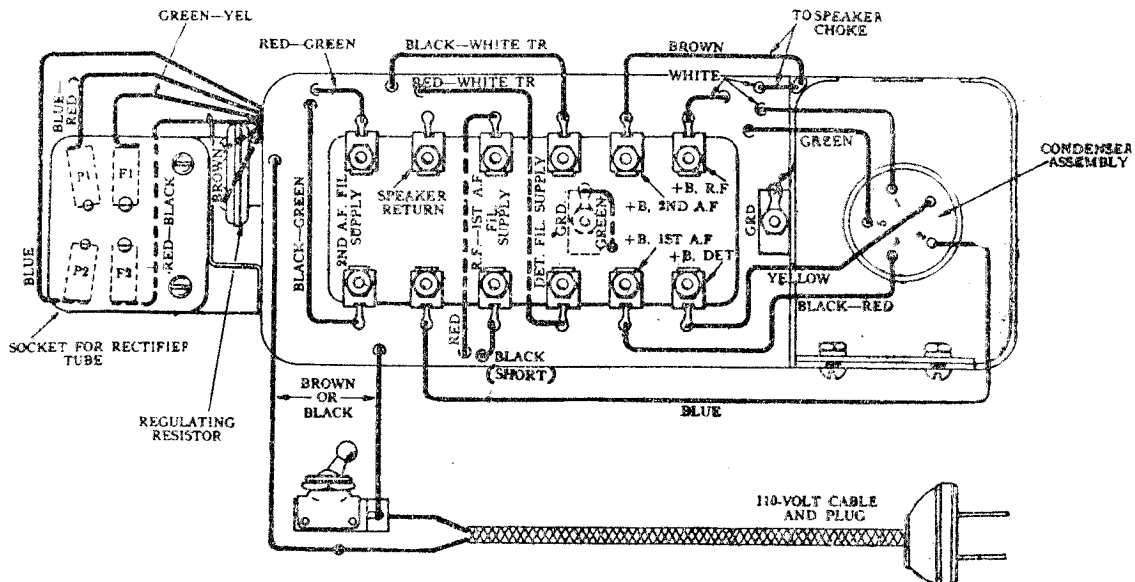 GREEN—YEL
RED—GREEN
BLACK—WHITE TR
RED—WHITE TR
TO SPEAKER
CHOKE
BROWN
WHITE
BLUE—
RED
P1
F1
BROWN
RED—BLACK
BLUE
P2
F2
SOCKET FOR RECTIFIER
TUBE
REGULATING
RESISTOR
BLACK—GREEN
2ND A.F. FIL
SUPPLY
SPEAKER
RETURN
R.F.—1ST A.F.
FIL
SUPPLY
DET. FIL. SUPPLY
GRD.
GREEN
+B, R.F
+B, 2ND A.F
+B, 1ST A.F
+B, DET
GRD
GREEN
CONDENSER
ASSEMBLY
YELLOW
BLACK—RED
RED
BLACK
(SHORT)
BLUE
BROWN
OR
BLACK
110-VOLT CABLE
AND PLUG